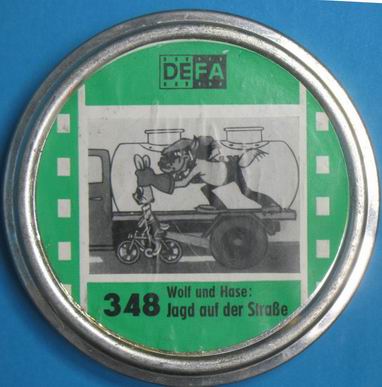 DEFA
348
Wolf und Hase:
Jagd auf der Straße